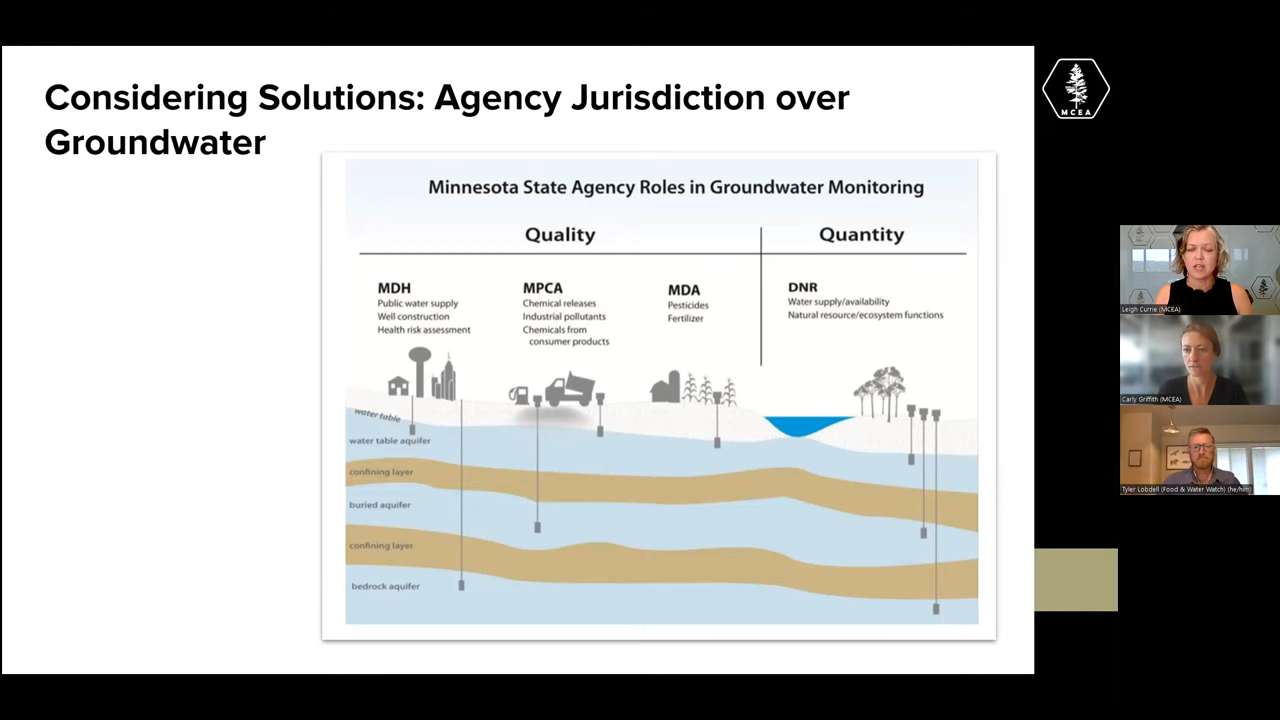 Considering Solutions: Agency Jurisdiction over
Groundwater
MCEA
Minnesota State Agency Roles in Groundwater Monitoring
Quality
Quantity
MDH
Public water supply
Well construction
Health risk assessment
MPCA
Chemical releases
Industrial pollutants
Chemicals from
consumer products
MDA
Pesticides
Fertilizer
DNR
Water supply/availability
Natural resource/ecosystem functions
water table
water table aquifer
confining layer
buried aquifer
confining layer
bedrock aquifer
Leigh Currie (MCEA)
Carly Griffith (MCEA)
Tyler Lobdell (Food & Water Watch) (he/him)